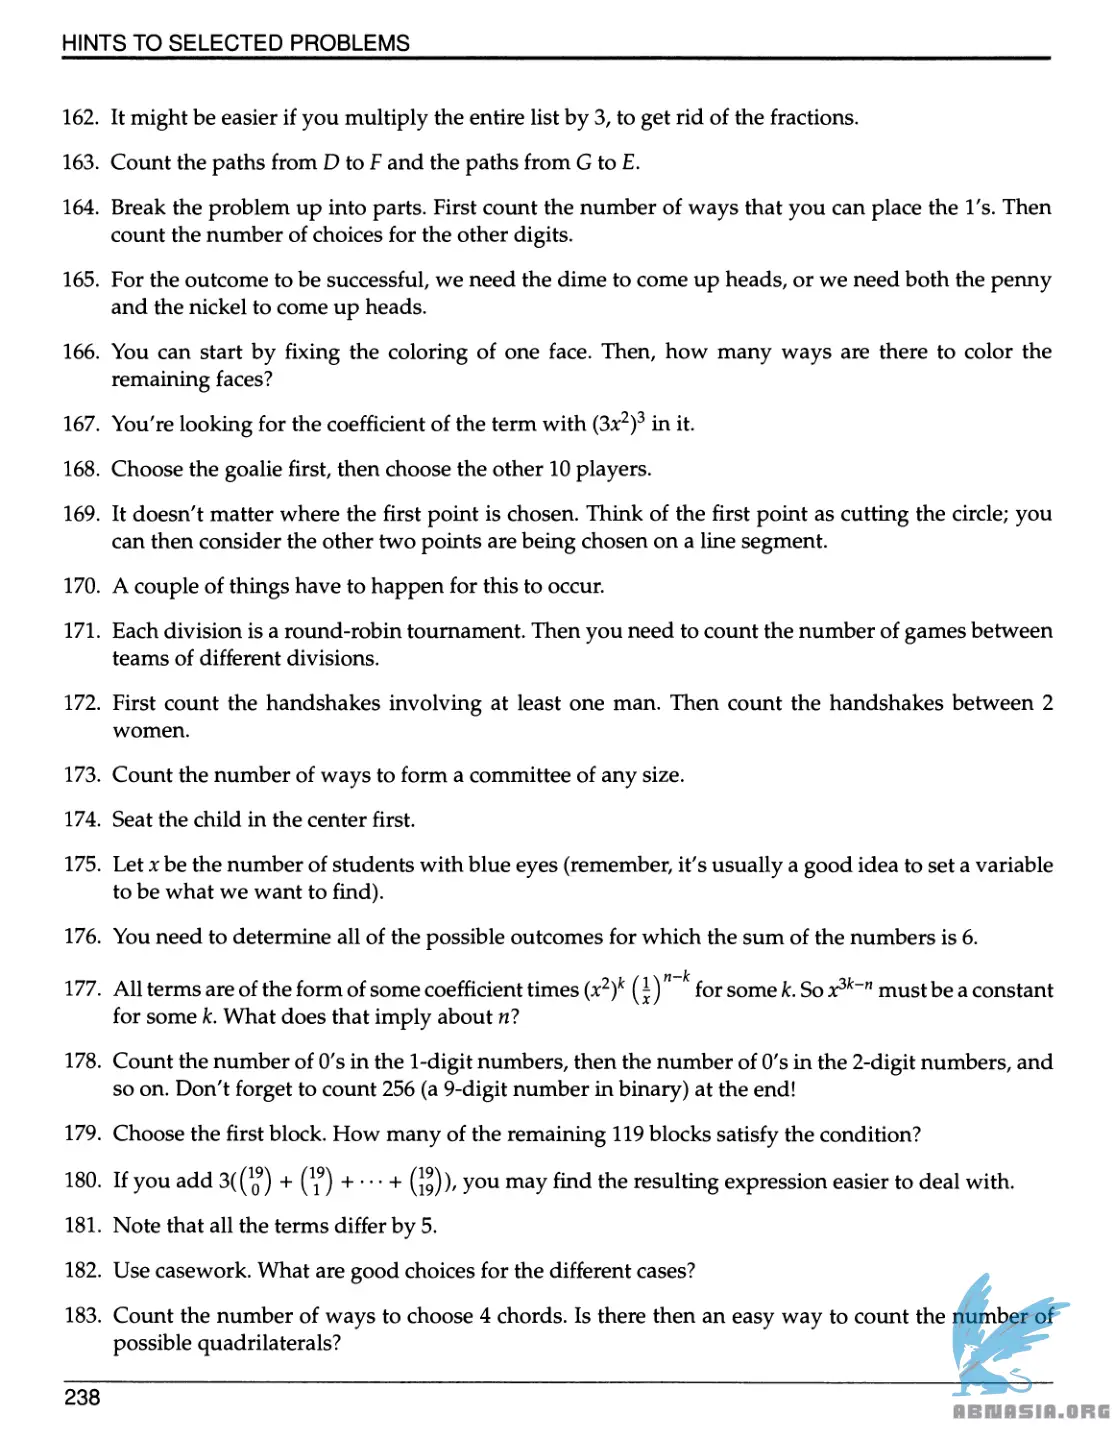 HINTS TO SELECTED PROBLEMS
162. It might be easier if you multiply the entire list by 3, to get rid of the fractions.
163. Count the paths from D to F and the paths from G to E.
164. Break the problem up into parts. First count the number of ways that you can place the 1's. Then
count the number of choices for the other digits.
165. For the outcome to be successful, we need the dime to come up heads, or we need both the penny
and the nickel to come up heads.
166. You can start by fixing the coloring of one face. Then, how many ways are there to color the
remaining faces?
167. You're looking for the coefficient of the term with (3x²)³ in it.
168. Choose the goalie first, then choose the other 10 players.
169. It doesn't matter where the first point is chosen. Think of the first point as cutting the circle; you
can then consider the other two points are being chosen on a line segment.
170. A couple of things have to happen for this to occur.
171. Each division is a round-robin tournament. Then you need to count the number of games between
teams of different divisions.
172. First count the handshakes involving at least one man. Then count the handshakes between 2
women.
173. Count the number of ways to form a committee of any size.
174. Seat the child in the center first.
175. Let x be the number of students with blue eyes (remember, it's usually a good idea to set a variable
to be what we want to find).
176. You need to determine all of the possible outcomes for which the sum of the numbers is 6.
177. All terms are of the form of some coefficient times (x²)^k (1/x)^{n−k} for some k. So x^{3k−n} must be a constant
for some k. What does that imply about n?
178. Count the number of 0's in the 1-digit numbers, then the number of 0's in the 2-digit numbers, and
so on. Don't forget to count 256 (a 9-digit number in binary) at the end!
179. Choose the first block. How many of the remaining 119 blocks satisfy the condition?
180. If you add 3(\binom{19}{0} + \binom{19}{1} + ··· + \binom{19}{19}), you may find the resulting expression easier to deal with.
181. Note that all the terms differ by 5.
182. Use casework. What are good choices for the different cases?
183. Count the number of ways to choose 4 chords. Is there then an easy way to count the number of
possible quadrilaterals?
238
ABNASIA.ORG